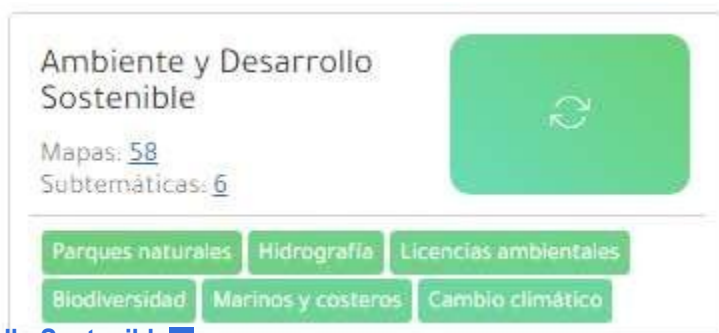 Ambiente y Desarrollo
Sostenible
Mapas: 58
Subtemáticas: 6
Parques naturales Hidrografía Licencias ambientales
Biodiversidad Marinos y costeros Cambio climático